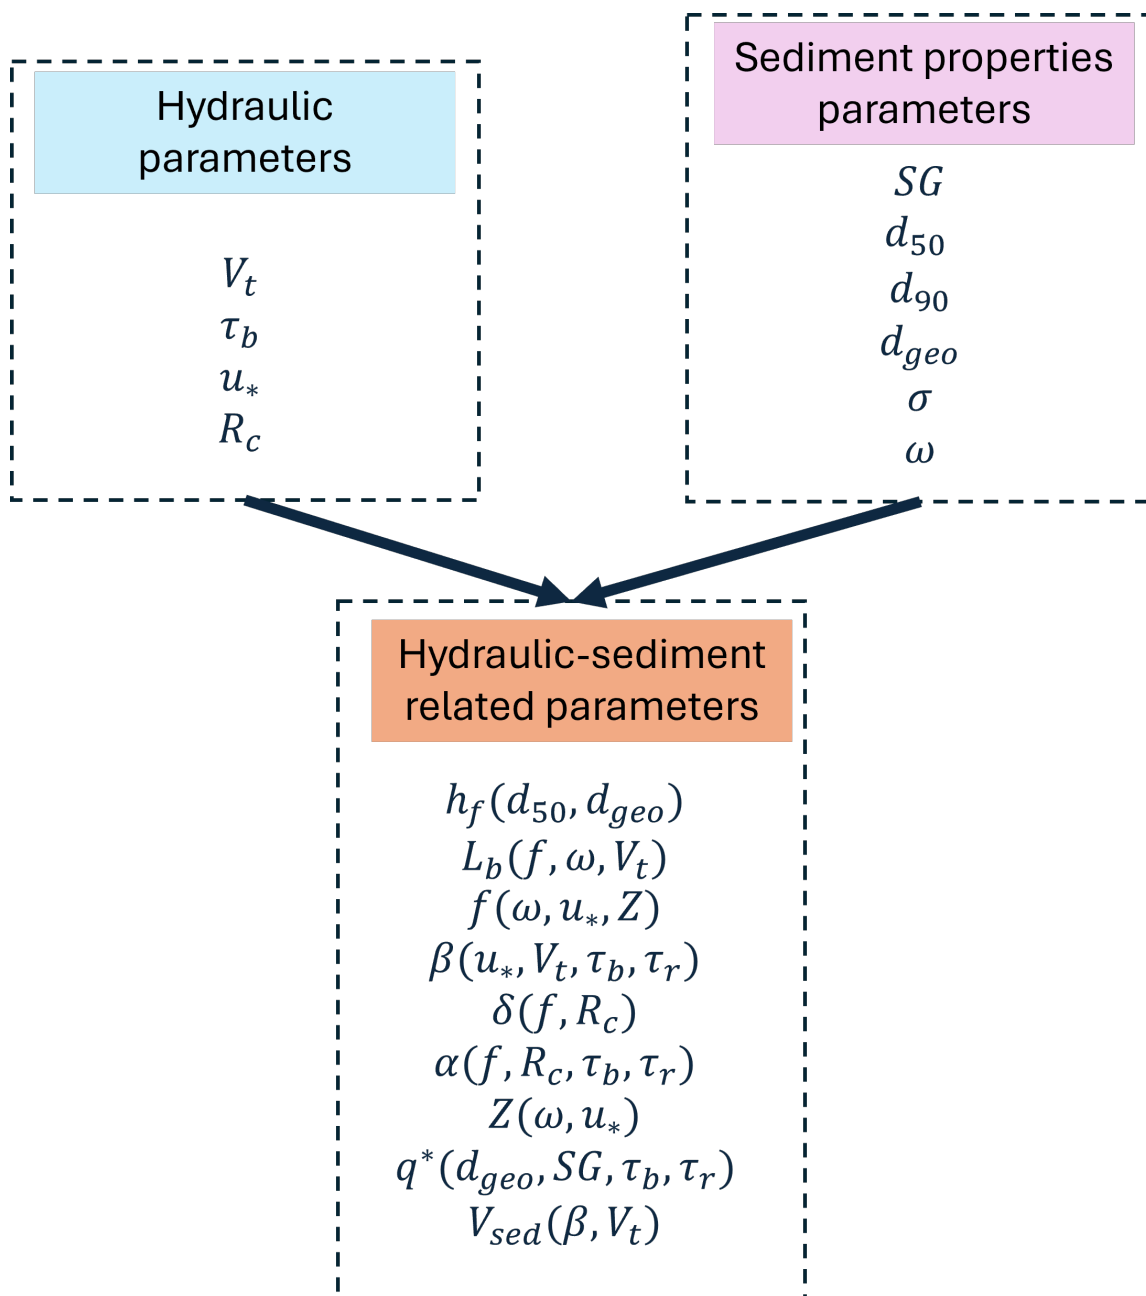 Hydraulic
parameters
V_t
τ_b
u_*
R_c
Sediment properties
parameters
SG
d_50
d_90
d_geo
σ
ω
Hydraulic-sediment
related parameters
h_f(d_50, d_geo)
L_b(f, ω, V_t)
f(ω, u_*, Z)
β(u_*, V_t, τ_b, τ_r)
δ(f, R_c)
α(f, R_c, τ_b, τ_r)
Z(ω, u_*)
q^*(d_geo, SG, τ_b, τ_r)
V_sed(β, V_t)